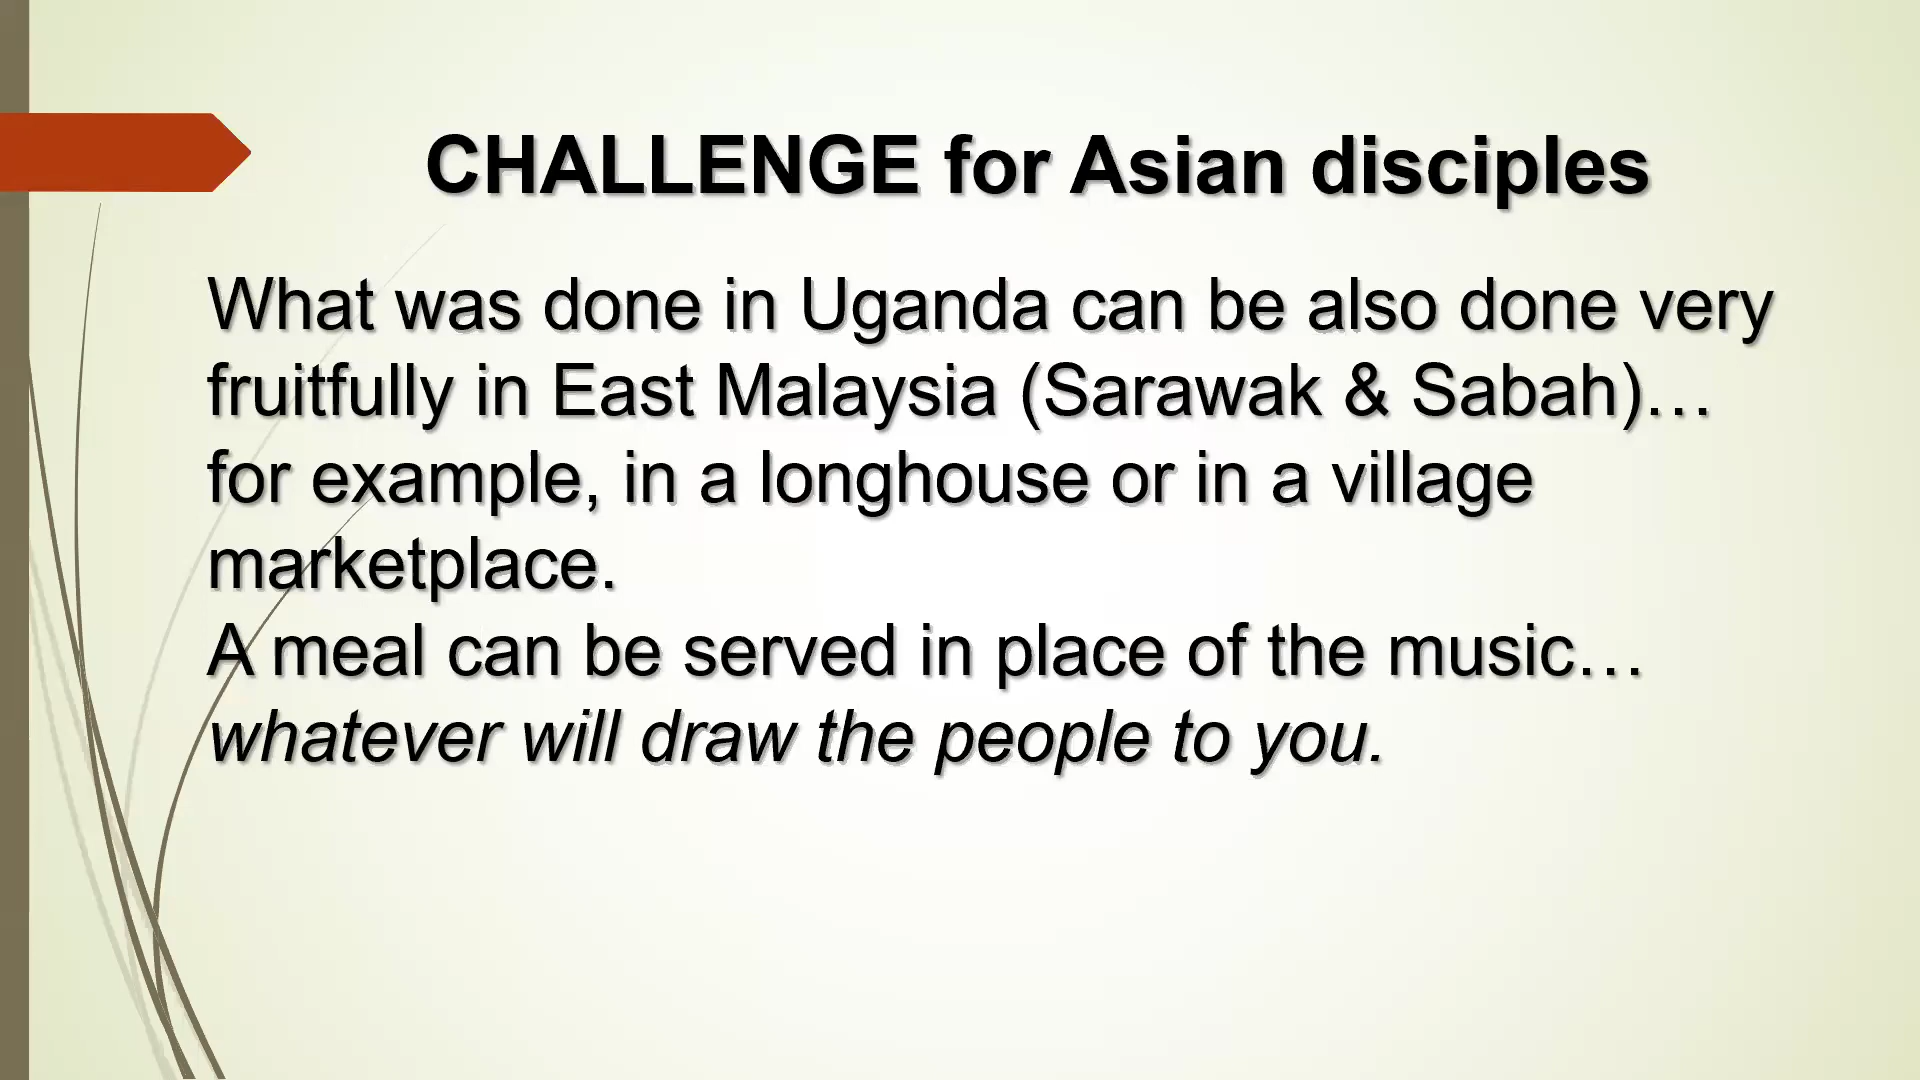 CHALLENGE for Asian disciples
What was done in Uganda can be also done very
fruitfully in East Malaysia (Sarawak & Sabah)…
for example, in a longhouse or in a village
marketplace.
A meal can be served in place of the music…
whatever will draw the people to you.